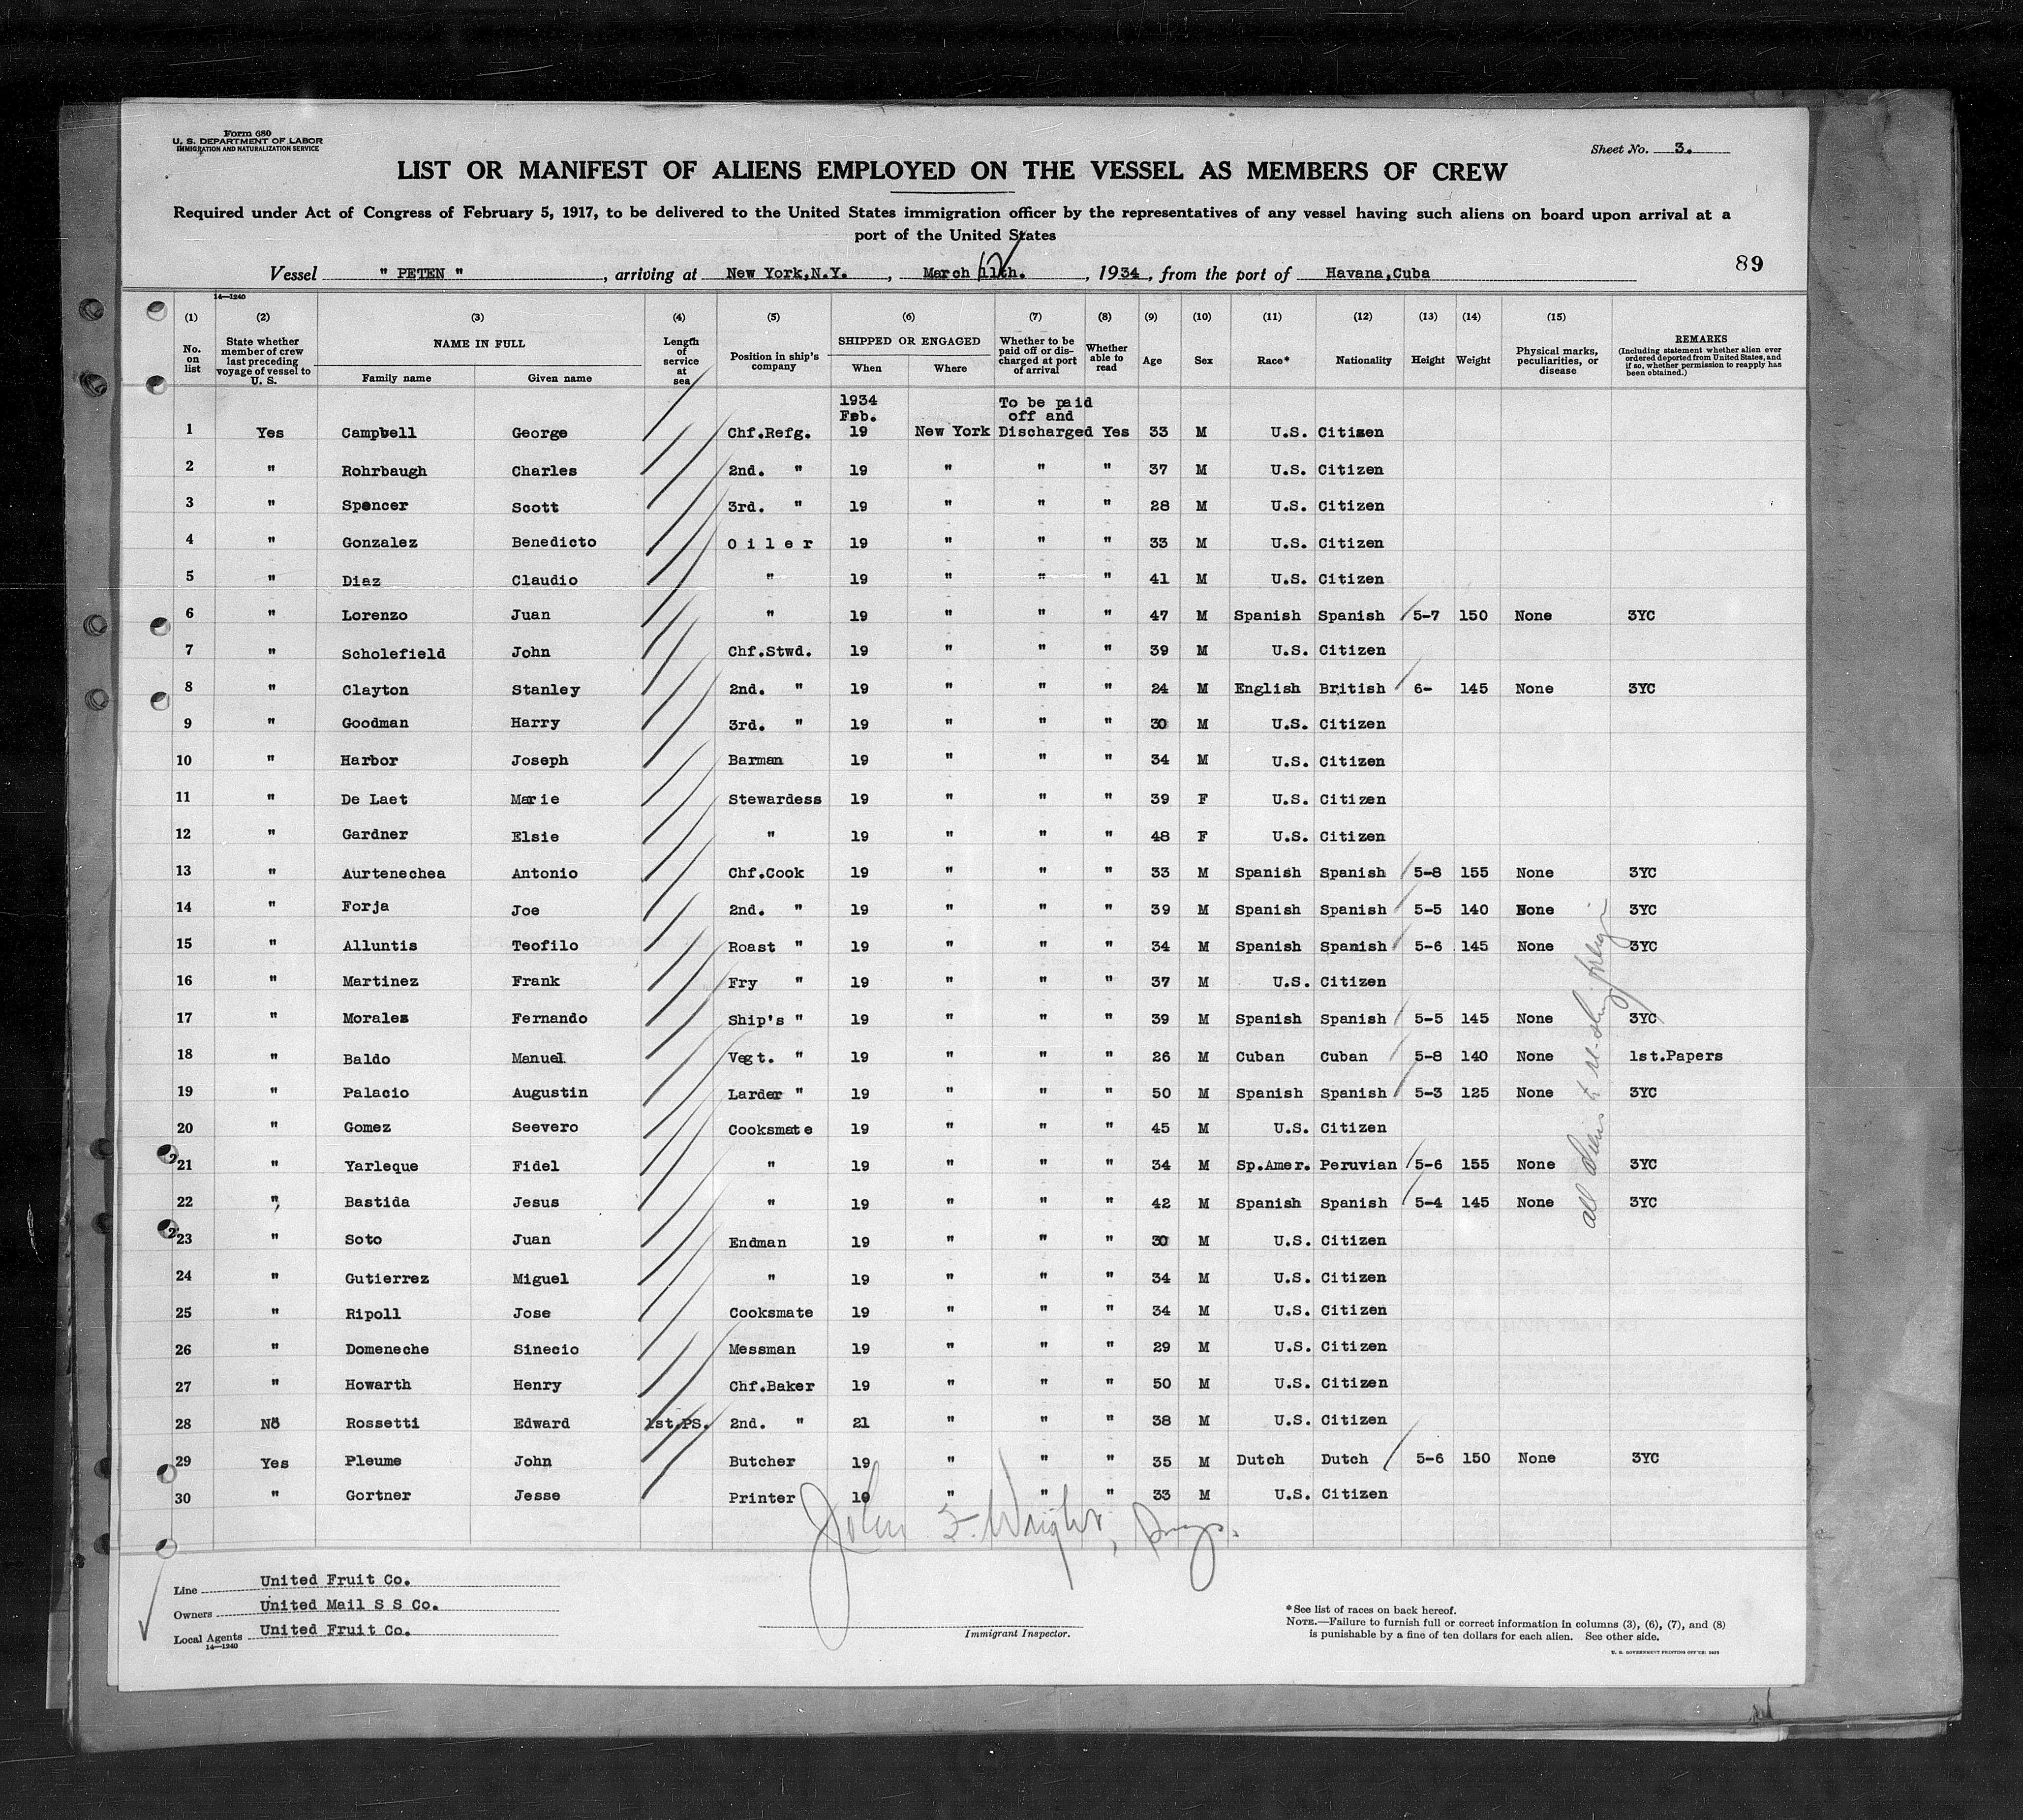 Form 680
U. S. DEPARTMENT OF LABOR
IMMIGRATION AND NATURALIZATION SERVICE
Sheet No. 3.
LIST OR MANIFEST OF ALIENS EMPLOYED ON THE VESSEL AS MEMBERS OF CREW
Required under Act of Congress of February 5, 1917, to be delivered to the United States immigration officer by the representatives of any vessel having such aliens on board upon arrival at a
port of the United States
Vessel " PETEN " , arriving at New York,N.Y. , March 11th. 12 , 1934, from the port of Havana,Cuba
89
14—1240
(1) (2) (3) (4) (5) (6) (7) (8) (9) (10) (11) (12) (13) (14) (15)
No. on list
State whether member of crew last preceding voyage of vessel to U. S.
NAME IN FULL
Family name Given name
Length of service at sea
Position in ship's company
SHIPPED OR ENGAGED
When Where
Whether to be paid off or discharged at port of arrival
Whether able to read
Age Sex Race* Nationality Height Weight
Physical marks, peculiarities, or disease
REMARKS
(Including statement whether alien ever ordered deported from United States, and if so, whether permission to reapply has been obtained.)
1934 To be paid
Feb. off and
1 Yes Campbell George Chf.Refg. 19 New York Discharged Yes 33 M U.S. Citizen
2 " Rohrbaugh Charles 2nd. " 19 " " " 37 M U.S. Citizen
3 " Spencer Scott 3rd. " 19 " " " 28 M U.S. Citizen
4 " Gonzalez Benedicto O i l e r 19 " " " 33 M U.S. Citizen
5 " Diaz Claudio " 19 " " " 41 M U.S. Citizen
6 " Lorenzo Juan " 19 " " " 47 M Spanish Spanish 5-7 150 None 3YC
7 " Scholefield John Chf.Stwd. 19 " " " 39 M U.S. Citizen
8 " Clayton Stanley 2nd. " 19 " " " 24 M English British 6- 145 None 3YC
9 " Goodman Harry 3rd. " 19 " " " 30 M U.S. Citizen
10 " Harbor Joseph Barman 19 " " " 34 M U.S. Citizen
11 " De Laet Marie Stewardess 19 " " " 39 F U.S. Citizen
12 " Gardner Elsie " 19 " " " 48 F U.S. Citizen
13 " Aurtenechea Antonio Chf.Cook 19 " " " 33 M Spanish Spanish 5-8 155 None 3YC
14 " Forja Joe 2nd. " 19 " " " 39 M Spanish Spanish 5-5 140 None 3YC
15 " Alluntis Teofilo Roast " 19 " " " 34 M Spanish Spanish 5-6 145 None 3YC
16 " Martinez Frank Fry " 19 " " " 37 M U.S. Citizen
17 " Morales Fernando Ship's " 19 " " " 39 M Spanish Spanish 5-5 145 None 3YC
18 " Baldo Manuel Vegt. " 19 " " " 26 M Cuban Cuban 5-8 140 None 1st.Papers
19 " Palacio Augustin Larder " 19 " " " 50 M Spanish Spanish 5-3 125 None 3YC
20 " Gomez Seevero Cooksmate 19 " " " 45 M U.S. Citizen
21 " Yarleque Fidel " 19 " " " 34 M Sp.Amer. Peruvian 5-6 155 None 3YC
22 " Bastida Jesus " 19 " " " 42 M Spanish Spanish 5-4 145 None 3YC
23 " Soto Juan Endman 19 " " " 30 M U.S. Citizen
24 " Gutierrez Miguel " 19 " " " 34 M U.S. Citizen
25 " Ripoll Jose Cooksmate 19 " " " 34 M U.S. Citizen
26 " Domeneche Sinecio Messman 19 " " " 29 M U.S. Citizen
27 " Howarth Henry Chf.Baker 19 " " " 50 M U.S. Citizen
28 No Rossetti Edward 1st.PS. 2nd. " 21 " " " 38 M U.S. Citizen
29 Yes Pleume John Butcher 19 " " " 35 M Dutch Dutch 5-6 150 None 3YC
30 " Gortner Jesse Printer 19 " " " 33 M U.S. Citizen
all aliens to re-ship foreign
John F. Wright, Insp.
Line United Fruit Co.
Owners United Mail S S Co.
Local Agents United Fruit Co.
14—1240
Immigrant Inspector.
*See list of races on back hereof.
NOTE.—Failure to furnish full or correct information in columns (3), (6), (7), and (8)
is punishable by a fine of ten dollars for each alien. See other side.
U. S. GOVERNMENT PRINTING OFFICE: